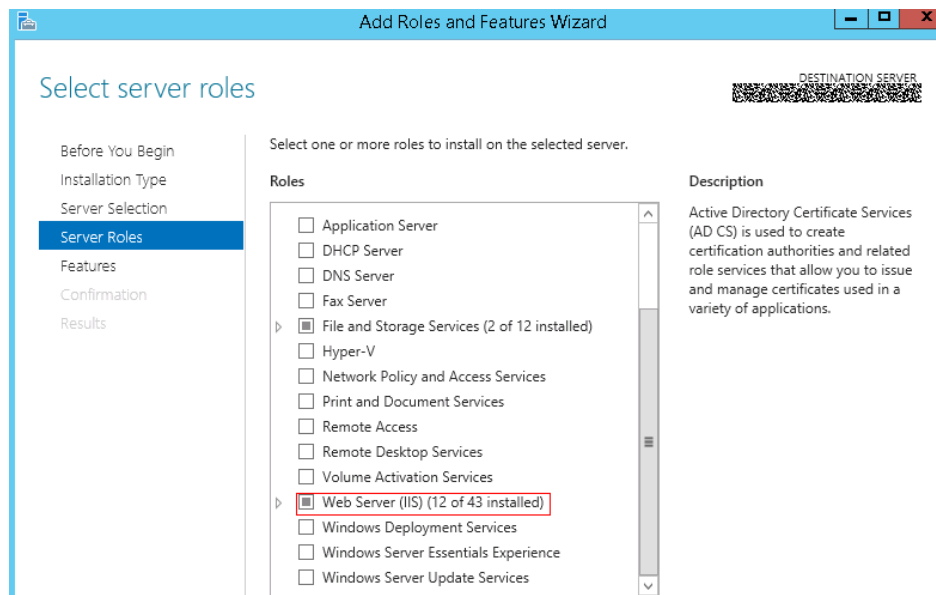 Add Roles and Features Wizard
Select server roles
DESTINATION SERVER
Before You Begin
Installation Type
Server Selection
Server Roles
Features
Confirmation
Results
Select one or more roles to install on the selected server.
Roles
Application Server
DHCP Server
DNS Server
Fax Server
File and Storage Services (2 of 12 installed)
Hyper-V
Network Policy and Access Services
Print and Document Services
Remote Access
Remote Desktop Services
Volume Activation Services
Web Server (IIS) (12 of 43 installed)
Windows Deployment Services
Windows Server Essentials Experience
Windows Server Update Services
Description
Active Directory Certificate Services
(AD CS) is used to create
certification authorities and related
role services that allow you to issue
and manage certificates used in a
variety of applications.